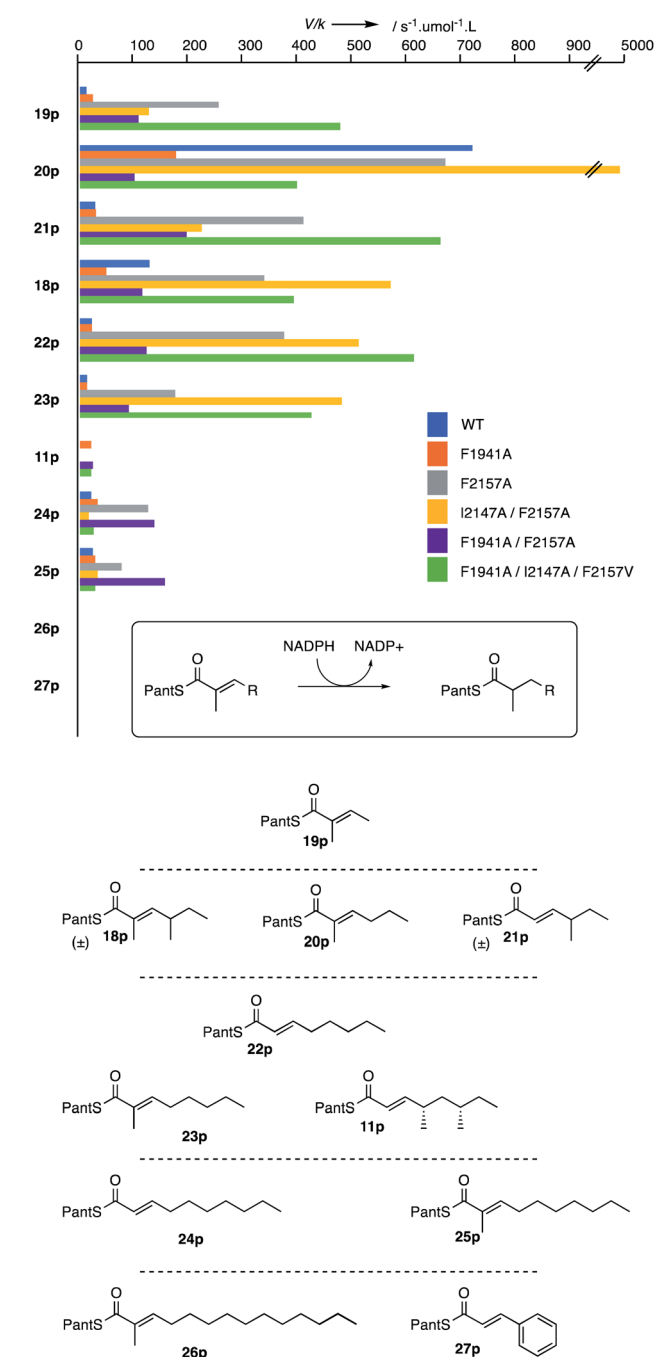 V/k / s⁻¹.umol⁻¹.L
0 100 200 300 400 500 600 700 800 900 5000
19p
20p
21p
18p
22p
23p
11p
24p
25p
26p
27p
WT
F1941A
F2157A
I2147A / F2157A
F1941A / F2157A
F1941A / I2147A / F2157V
NADPH NADP+
O O
PantS R PantS R
O
PantS
19p
O O O
PantS PantS PantS
(±) 18p 20p (±) 21p
O
PantS
22p
O O
PantS PantS
23p 11p
O O
PantS PantS
24p 25p
O O
PantS PantS
26p 27p